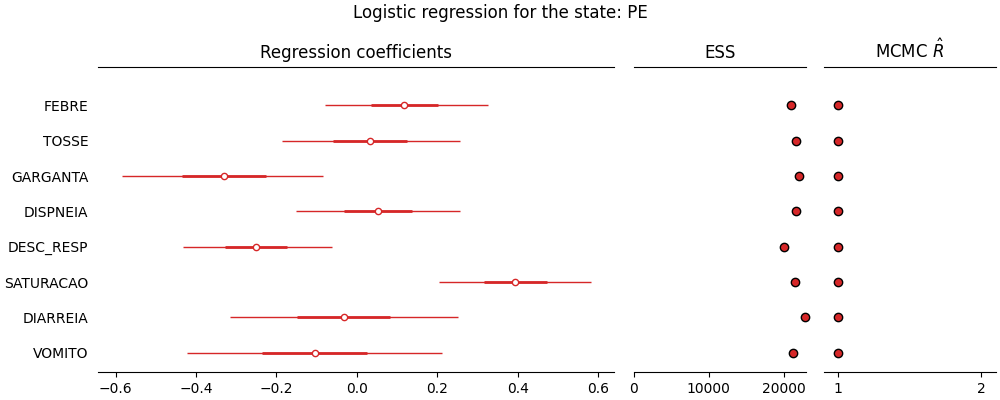 Logistic regression for the state: PE
Regression coefficients ESS MCMC R̂
FEBRE
TOSSE
GARGANTA
DISPNEIA
DESC_RESP
SATURACAO
DIARREIA
VOMITO
−0.6 −0.4 −0.2 0.0 0.2 0.4 0.6 0 10000 20000 1 2